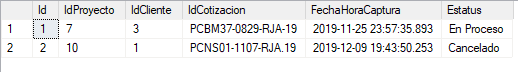 Id IdProyecto IdCliente IdCotizacion FechaHoraCaptura Estatus
1 1 7 3 PCBM37-0829-RJA-19 2019-11-25 23:57:35.893 En Proceso
2 2 10 1 PCNS01-1107-RJA.19 2019-12-09 19:43:50.253 Cancelado